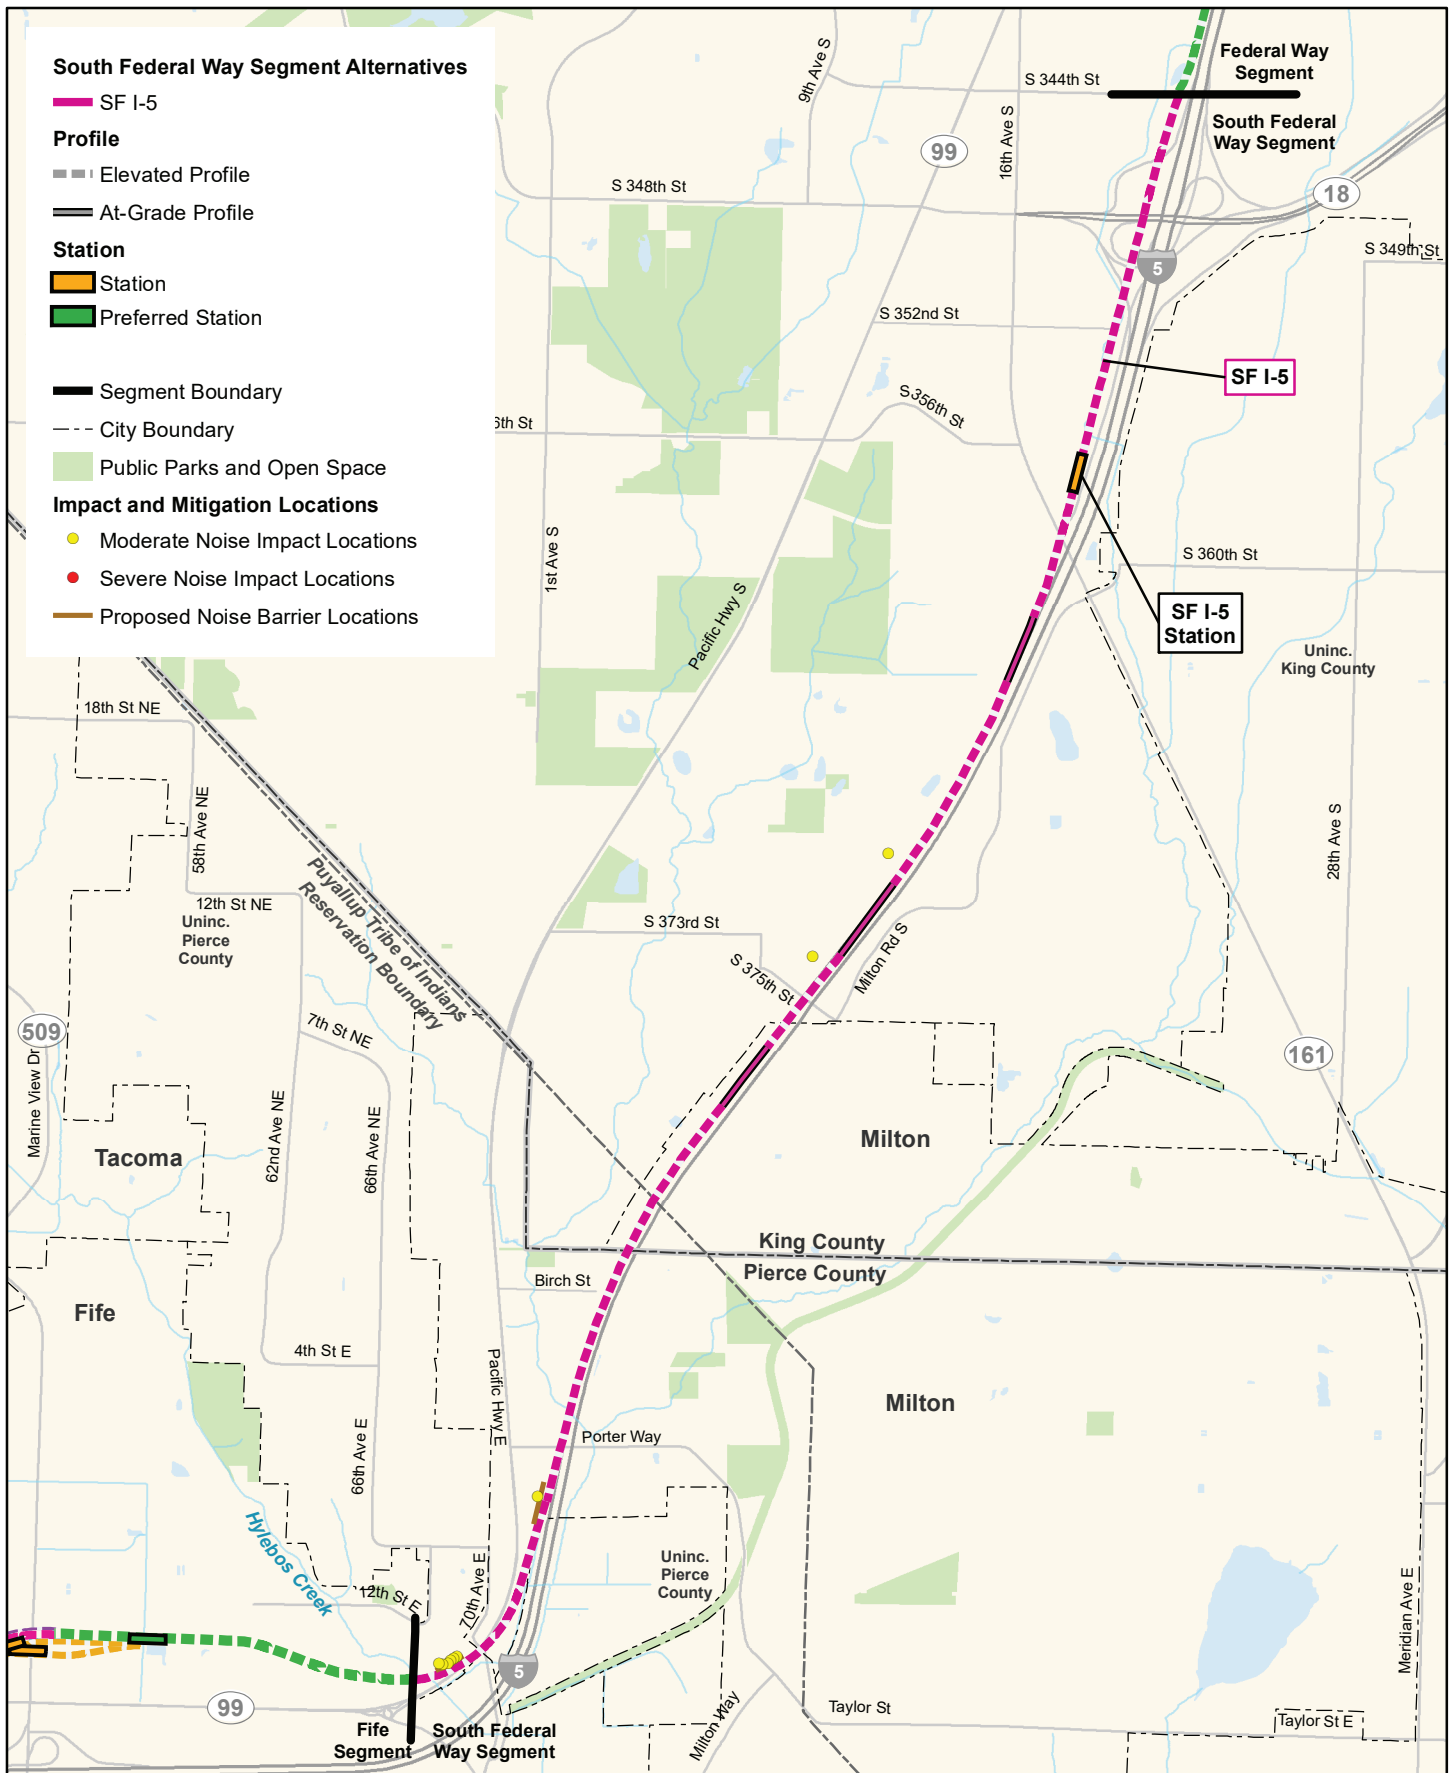 South Federal Way Segment Alternatives
SF I-5
Profile
Elevated Profile
At-Grade Profile
Station
Station
Preferred Station
Segment Boundary
City Boundary
Public Parks and Open Space
Impact and Mitigation Locations
Moderate Noise Impact Locations
Severe Noise Impact Locations
Proposed Noise Barrier Locations
9th Ave S
S 344th St
Federal Way
Segment
South Federal
Way Segment
99
16th Ave S
S 348th St
18
S 349th St
5
S 352nd St
SF I-5
S 356th St
6th St
1st Ave S
S 360th St
SF I-5
Station
Pacific Hwy S
Uninc.
King County
18th St NE
58th Ave NE
28th Ave S
12th St NE
Puyallup Tribe of Indians
Reservation Boundary
Uninc.
Pierce
County
S 373rd St
S 375th St
Milton Rd S
509
7th St NE
161
Marine View Dr
62nd Ave NE
66th Ave NE
Tacoma
Milton
King County
Pierce County
Birch St
Fife
4th St E
Pacific Hwy E
Milton
66th Ave E
Porter Way
Hylebos Creek
Uninc.
Pierce
County
12th St E
70th Ave E
Meridian Ave E
5
99
Fife
Segment
South Federal
Way Segment
Milton Way
Taylor St
Taylor St E